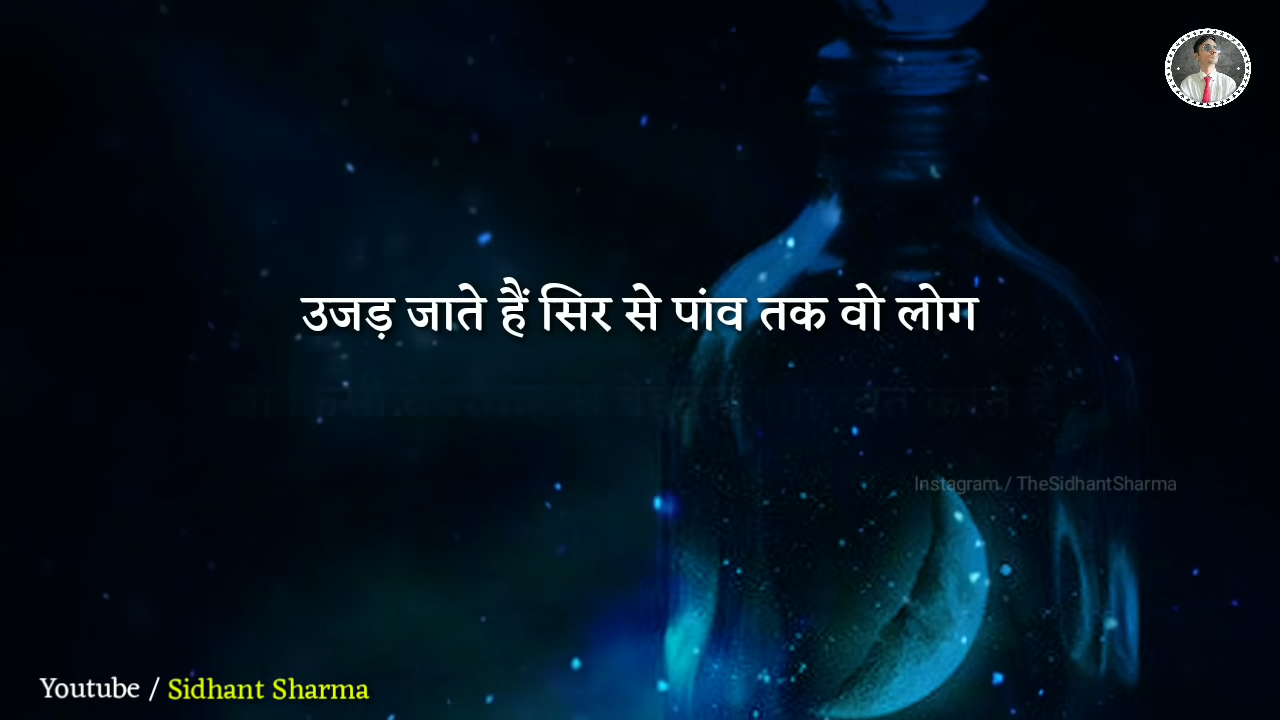 उजड़ जाते हैं सिर से पांव तक वो लोग
Instagram / TheSidhantSharma
Youtube / Sidhant Sharma